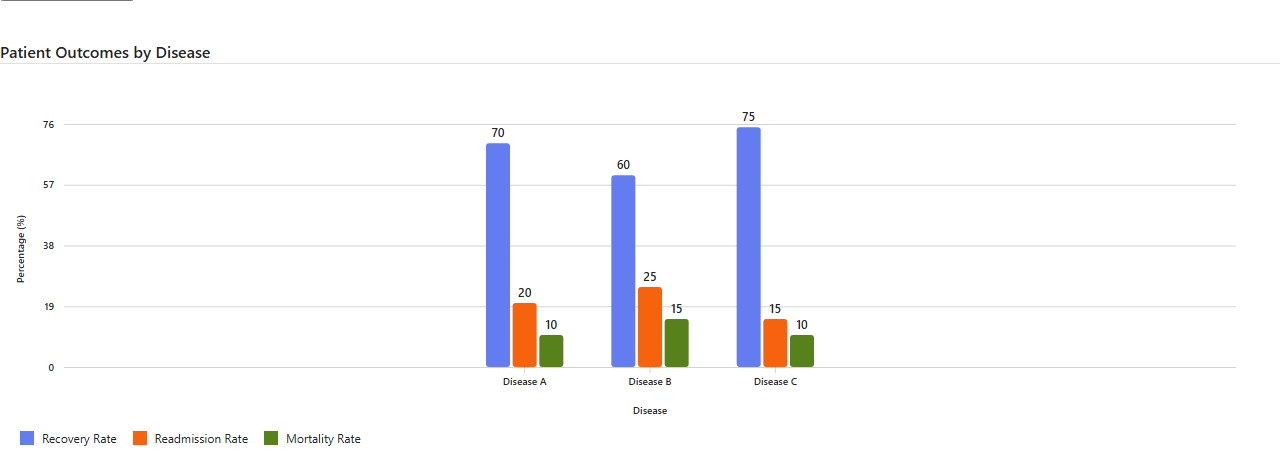 Patient Outcomes by Disease
76
57
38
19
0
Percentage (%)
70
20
10
60
25
15
75
15
10
Disease A
Disease B
Disease C
Disease
Recovery Rate
Readmission Rate
Mortality Rate